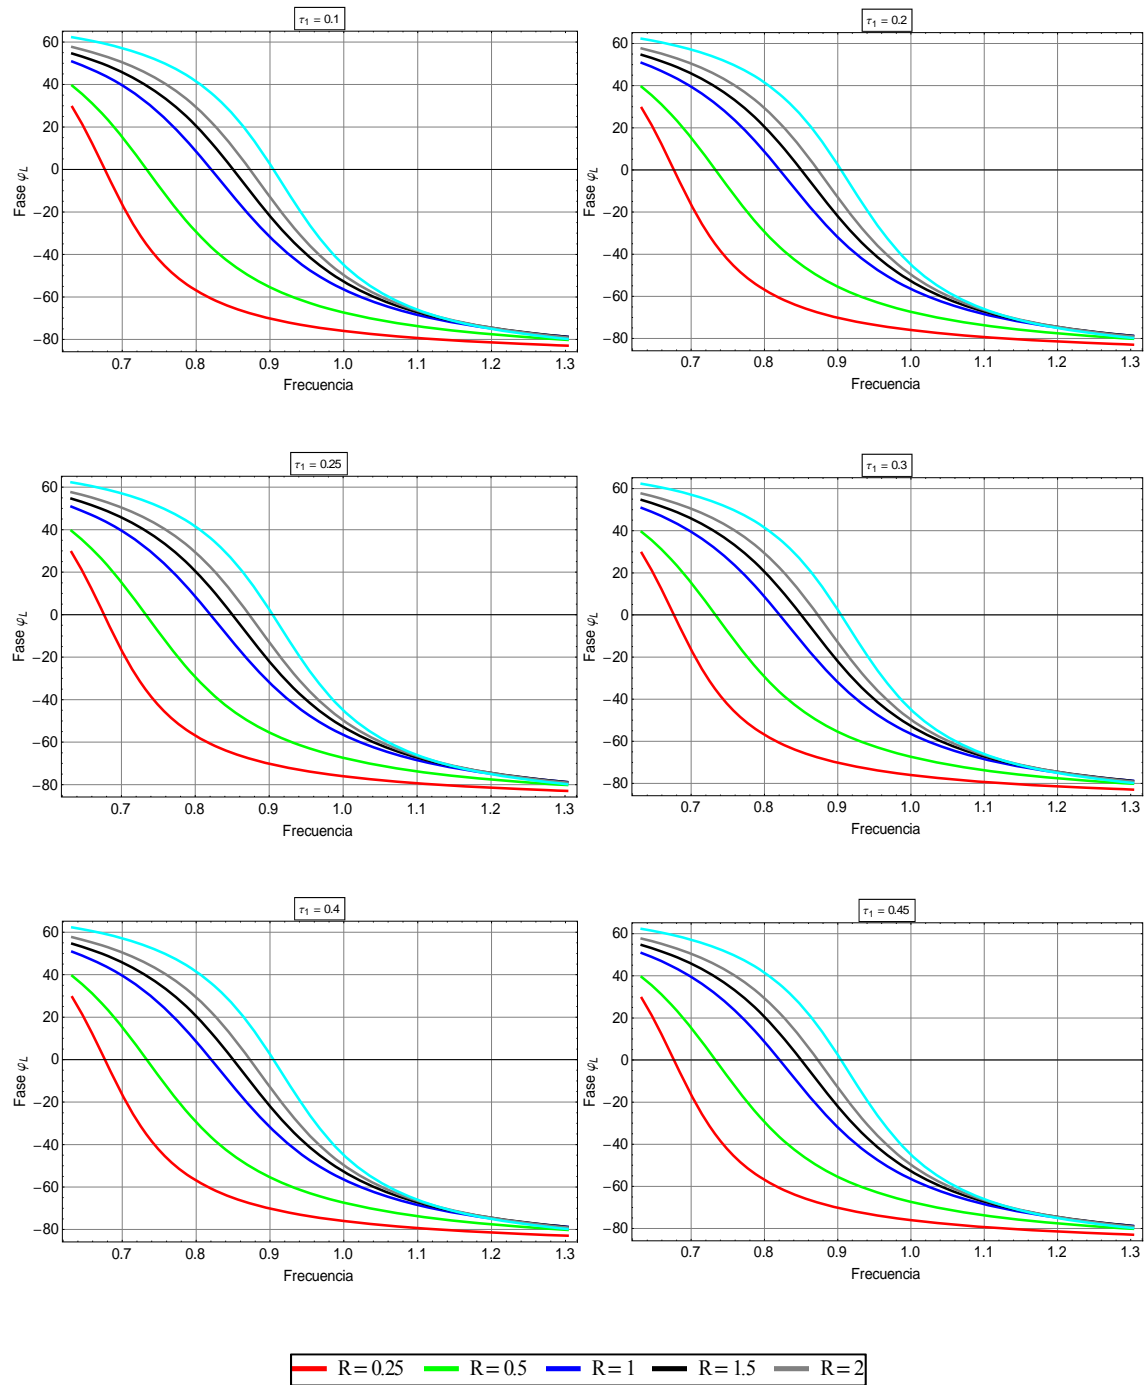 τ1 = 0.1
60
40
20
0
−20
−40
−60
−80
Fase φL
0.7 0.8 0.9 1.0 1.1 1.2 1.3
Frecuencia
τ1 = 0.2
60
40
20
0
−20
−40
−60
−80
Fase φL
0.7 0.8 0.9 1.0 1.1 1.2 1.3
Frecuencia
τ1 = 0.25
60
40
20
0
−20
−40
−60
−80
Fase φL
0.7 0.8 0.9 1.0 1.1 1.2 1.3
Frecuencia
τ1 = 0.3
60
40
20
0
−20
−40
−60
−80
Fase φL
0.7 0.8 0.9 1.0 1.1 1.2 1.3
Frecuencia
τ1 = 0.4
60
40
20
0
−20
−40
−60
−80
Fase φL
0.7 0.8 0.9 1.0 1.1 1.2 1.3
Frecuencia
τ1 = 0.45
60
40
20
0
−20
−40
−60
−80
Fase φL
0.7 0.8 0.9 1.0 1.1 1.2 1.3
Frecuencia
R = 0.25 R = 0.5 R = 1 R = 1.5 R = 2